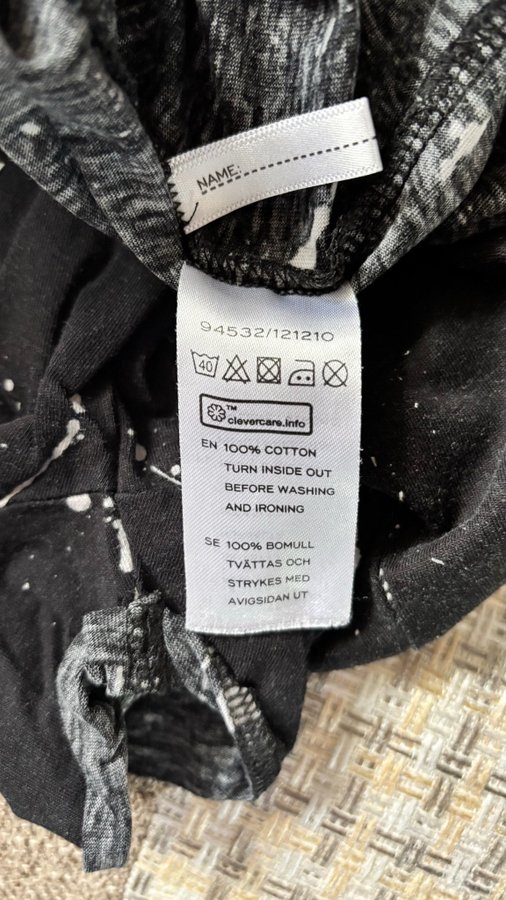 NAME:
94532/121210
40
TM
clevercare.info
EN 100% COTTON
TURN INSIDE OUT
BEFORE WASHING
AND IRONING
SE 100% BOMULL
TVÄTTAS OCH
STRYKES MED
AVIGSIDAN UT